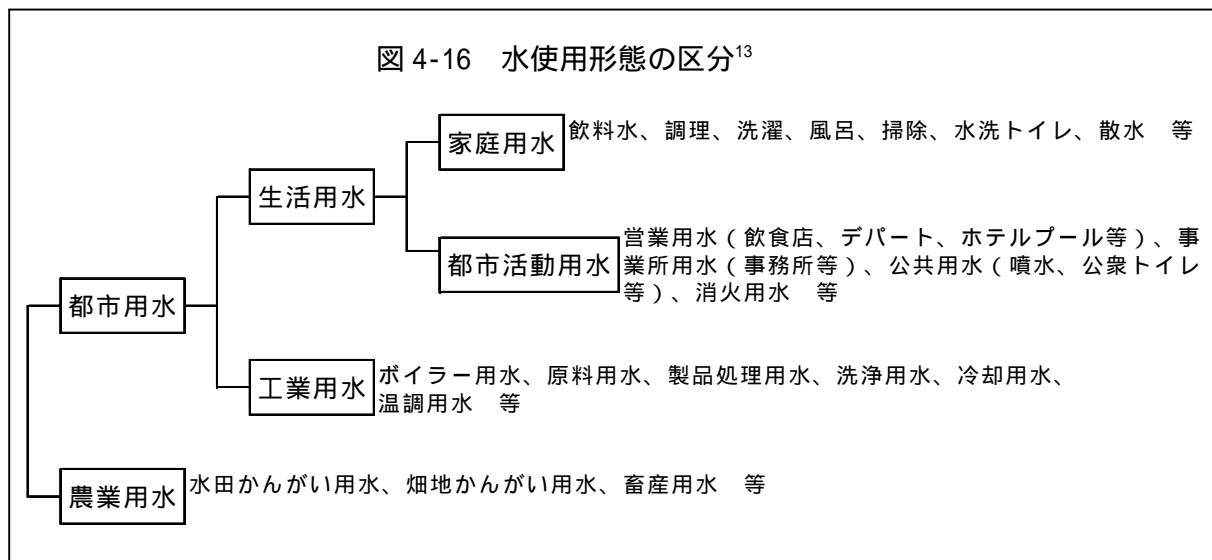 図 4-16　水使用形態の区分13
家庭用水
飲料水、調理、洗濯、風呂、掃除、水洗トイレ、散水　等
生活用水
都市活動用水
営業用水（飲食店、デパート、ホテルプール等）、事
業所用水（事務所等）、公共用水（噴水、公衆トイレ
等）、消火用水　等
都市用水
工業用水
ボイラー用水、原料用水、製品処理用水、洗浄用水、冷却用水、
温調用水　等
農業用水
水田かんがい用水、畑地かんがい用水、畜産用水　等